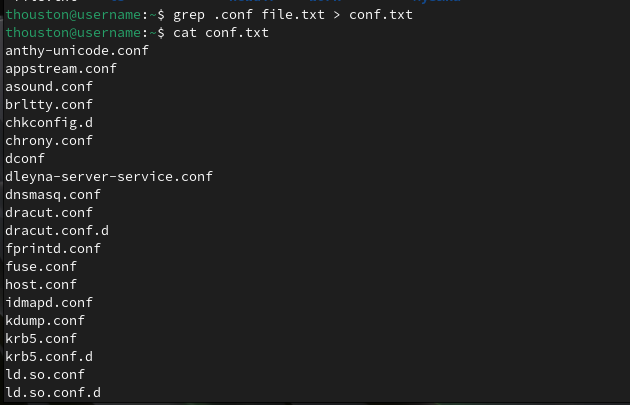 thouston@username:~$ grep .conf file.txt > conf.txt
thouston@username:~$ cat conf.txt
anthy-unicode.conf
appstream.conf
asound.conf
brltty.conf
chkconfig.d
chrony.conf
dconf
dleyna-server-service.conf
dnsmasq.conf
dracut.conf
dracut.conf.d
fprintd.conf
fuse.conf
host.conf
idmapd.conf
kdump.conf
krb5.conf
krb5.conf.d
ld.so.conf
ld.so.conf.d